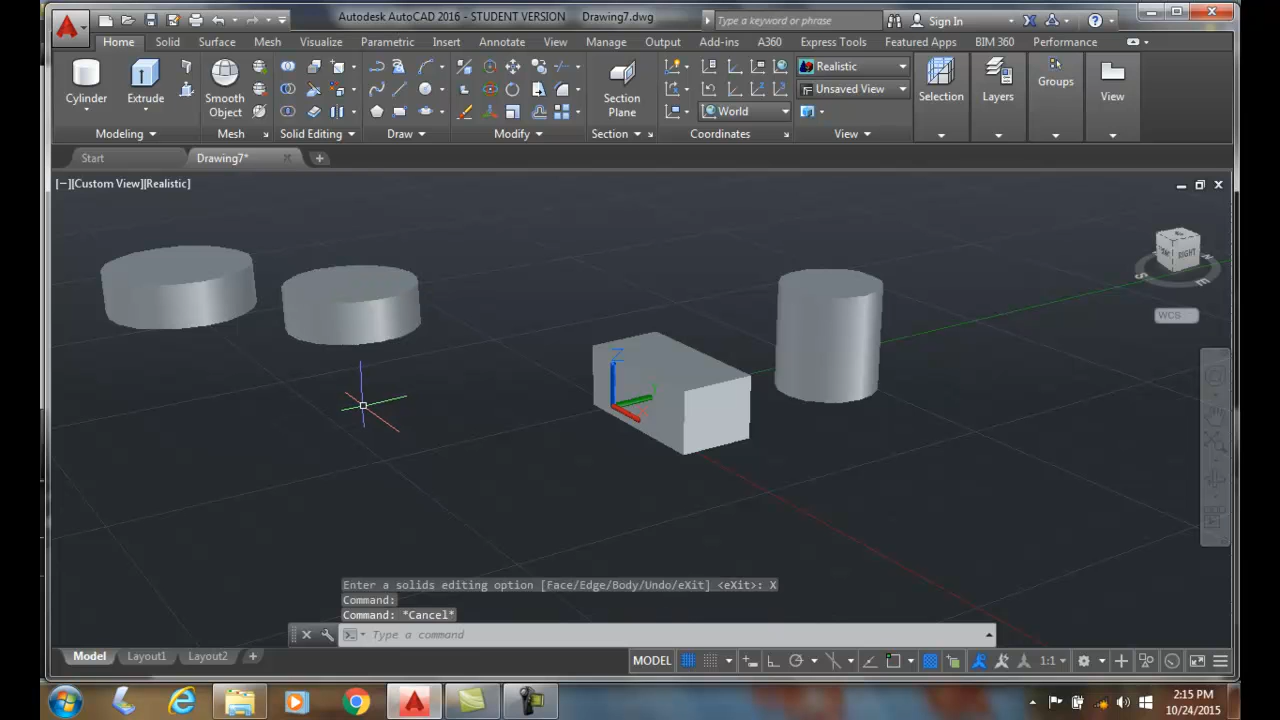 Autodesk AutoCAD 2016 - STUDENT VERSION Drawing7.dwg
Type a keyword or phrase
Sign In
Home Solid Surface Mesh Visualize Parametric Insert Annotate View Manage Output Add-ins A360 Express Tools Featured Apps BIM 360 Performance
Cylinder
Extrude
Smooth
Object
Section
Plane
Realistic
Unsaved View
World
Selection
Layers
Groups
View
Modeling Mesh Solid Editing Draw Modify Section Coordinates View
Start Drawing7*
[−][Custom View][Realistic]
RIGHT
S
E
WCS
Z
Enter a solids editing option [Face/Edge/Body/Undo/eXit] <eXit>: X
Command:
Command: *Cancel*
Type a command
Model Layout1 Layout2
MODEL
1:1
2:15 PM
10/24/2015